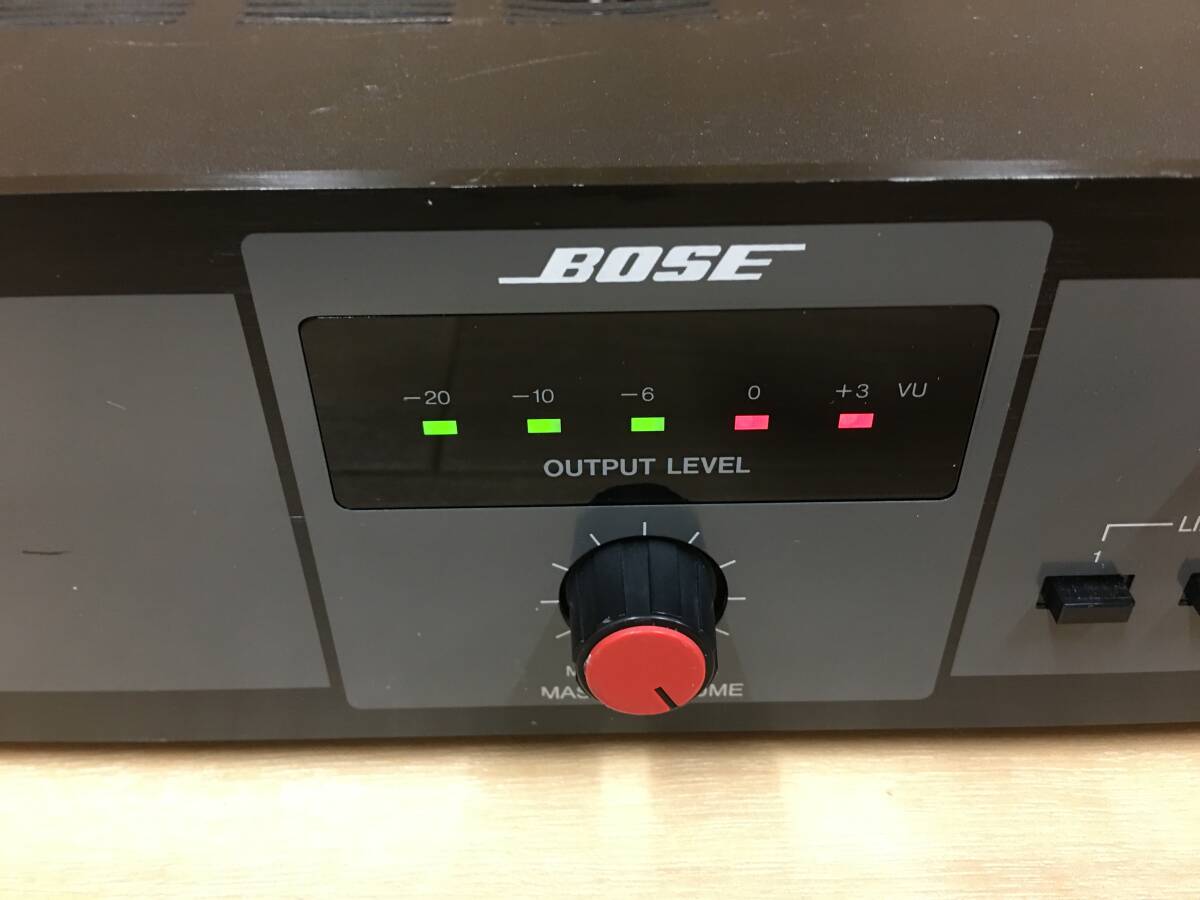 BOSE
−20 −10 −6 0 +3 VU
OUTPUT LEVEL
1